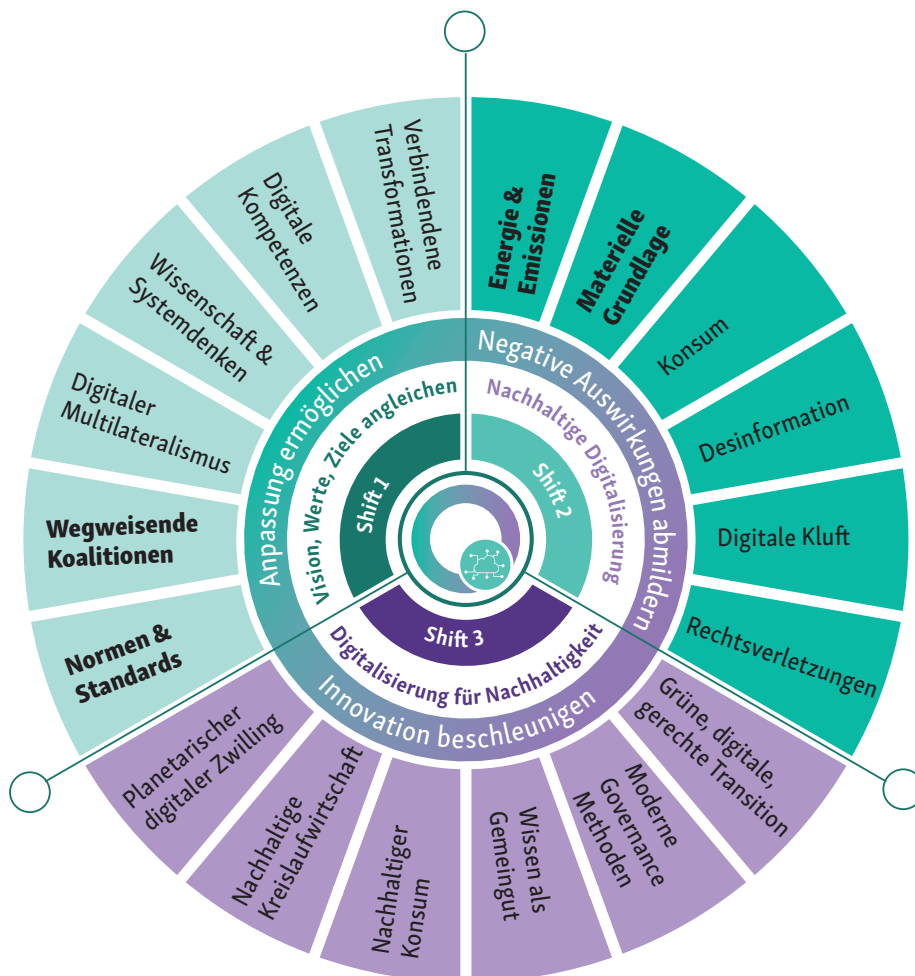 Verbindendene
Transformationen
Digitale
Kompetenzen
Wissenschaft &
Systemdenken
Digitaler
Multilateralismus
Wegweisende
Koalitionen
Normen &
Standards
Anpassung ermöglichen
Vision, Werte, Ziele angleichen
Shift 1
Energie &
Emissionen
Materielle
Grundlage
Konsum
Desinformation
Digitale Kluft
Rechtsverletzungen
Negative Auswirkungen abmildern
Nachhaltige Digitalisierung
Shift 2
Shift 3
Digitalisierung für Nachhaltigkeit
Innovation beschleunigen
Planetarischer
digitaler Zwilling
Nachhaltige
Kreislaufwirtschaft
Nachhaltiger
Konsum
Wissen als
Gemeingut
Moderne
Governance
Methoden
Grüne, digitale,
gerechte Transition